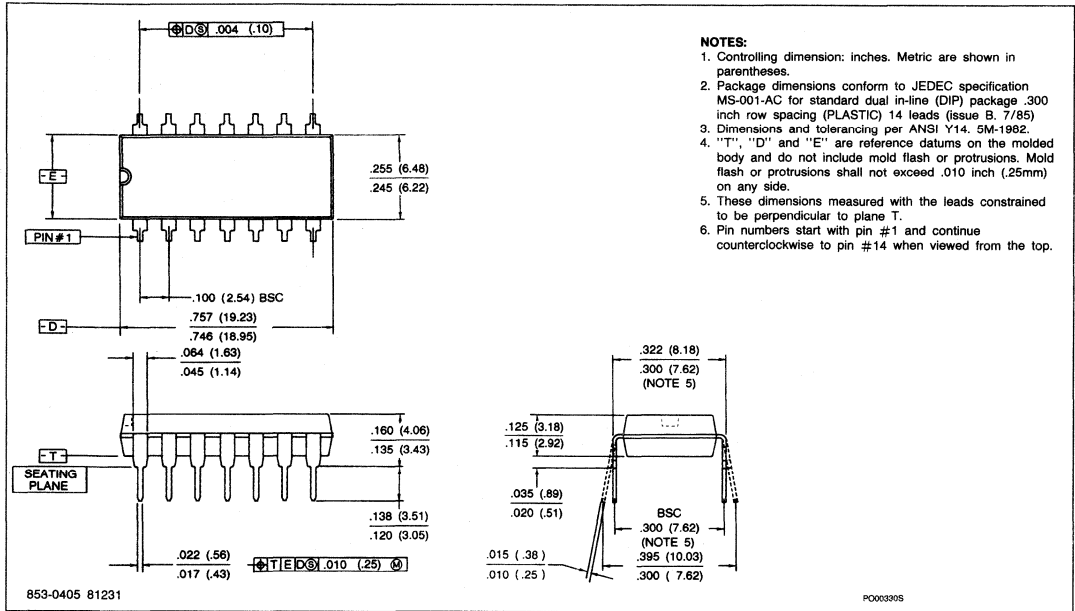 ⌖ D Ⓢ .004 (.10)
- E -
PIN #1
.255 (6.48)
.245 (6.22)
.100 (2.54) BSC
- D -
.757 (19.23)
.746 (18.95)
.064 (1.63)
.045 (1.14)
- T -
SEATING
PLANE
.160 (4.06)
.135 (3.43)
.138 (3.51)
.120 (3.05)
.022 (.56)
.017 (.43)
⌖ T E D Ⓢ .010 (.25) Ⓜ
853-0405 81231
NOTES:
1. Controlling dimension: inches. Metric are shown in
parentheses.
2. Package dimensions conform to JEDEC specification
MS-001-AC for standard dual in-line (DIP) package .300
inch row spacing (PLASTIC) 14 leads (issue B. 7/85)
3. Dimensions and tolerancing per ANSI Y14. 5M-1982.
4. "T", "D" and "E" are reference datums on the molded
body and do not include mold flash or protrusions. Mold
flash or protrusions shall not exceed .010 inch (.25mm)
on any side.
5. These dimensions measured with the leads constrained
to be perpendicular to plane T.
6. Pin numbers start with pin #1 and continue
counterclockwise to pin #14 when viewed from the top.
.322 (8.18)
.300 (7.62)
(NOTE 5)
.125 (3.18)
.115 (2.92)
.035 (.89)
.020 (.51)
BSC
.300 (7.62)
(NOTE 5)
.395 (10.03)
.300 ( 7.62)
.015 ( .38 )
.010 ( .25 )
PO00330S